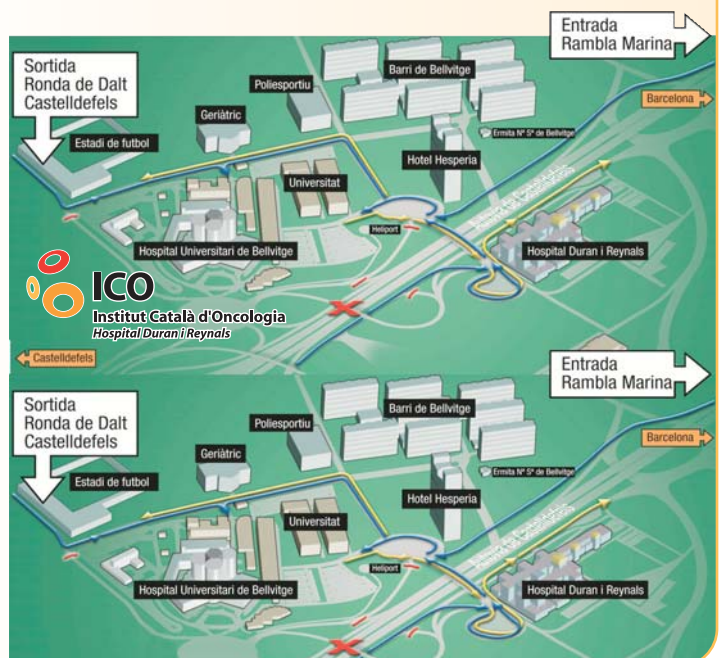 Entrada
Rambla Marina
Sortida
Ronda de Dalt
Castelldefels
Barri de Bellvitge
Poliesportiu
Barcelona
Geriàtric
Estadi de futbol
Ermita Nª Sª de Bellvitge
Hotel Hesperia
Universitat
Heliport
Hospital Universitari de Bellvitge
Hospital Duran i Reynals
ICO
Institut Català d'Oncologia
Hospital Duran i Reynals
Castelldefels
Entrada
Rambla Marina
Sortida
Ronda de Dalt
Castelldefels
Barri de Bellvitge
Poliesportiu
Barcelona
Geriàtric
Estadi de futbol
Ermita Nª Sª de Bellvitge
Hotel Hesperia
Universitat
Heliport
Hospital Universitari de Bellvitge
Hospital Duran i Reynals